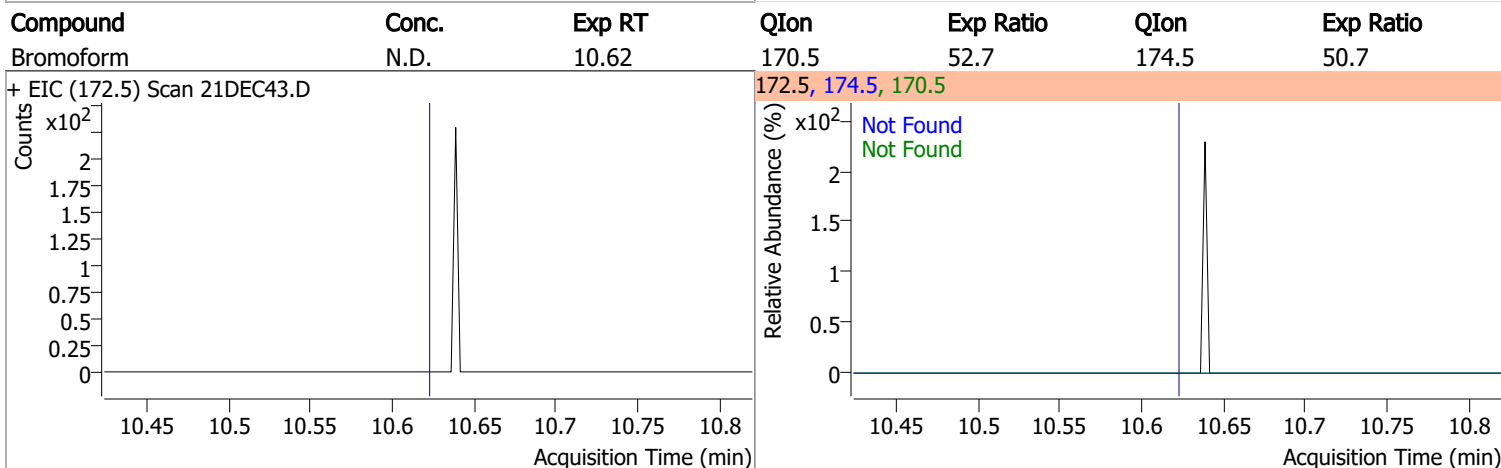 Compound Conc. Exp RT QIon Exp Ratio QIon Exp Ratio
Bromoform N.D. 10.62 170.5 52.7 174.5 50.7
+ EIC (172.5) Scan 21DEC43.D
Counts
x10²
2
1.75
1.5
1.25
1
0.75
0.5
0.25
0
10.45 10.5 10.55 10.6 10.65 10.7 10.75 10.8
Acquisition Time (min)
172.5, 174.5, 170.5
Relative Abundance (%)
x10²
Not Found
Not Found
2
1.5
1
0.5
0
10.45 10.5 10.55 10.6 10.65 10.7 10.75 10.8
Acquisition Time (min)